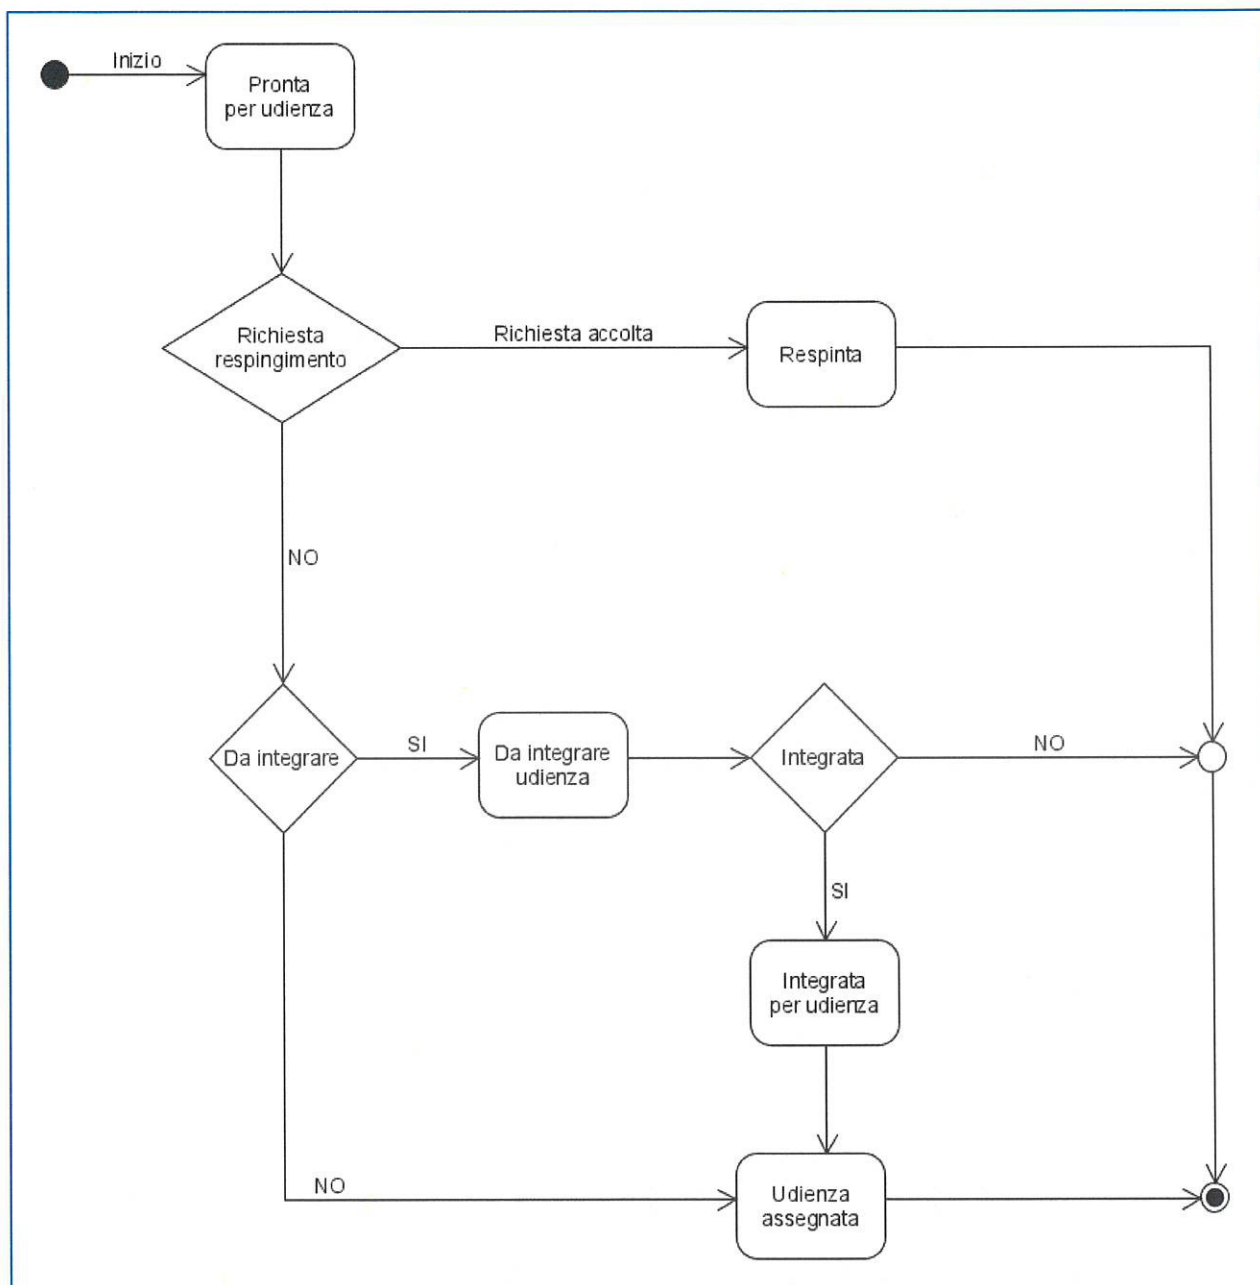 Inizio
Pronta
per udienza
Richiesta
respingimento
Richiesta accolta
Respinta
NO
Da integrare
SI
Da integrare
udienza
Integrata
NO
SI
Integrata
per udienza
NO
Udienza
assegnata